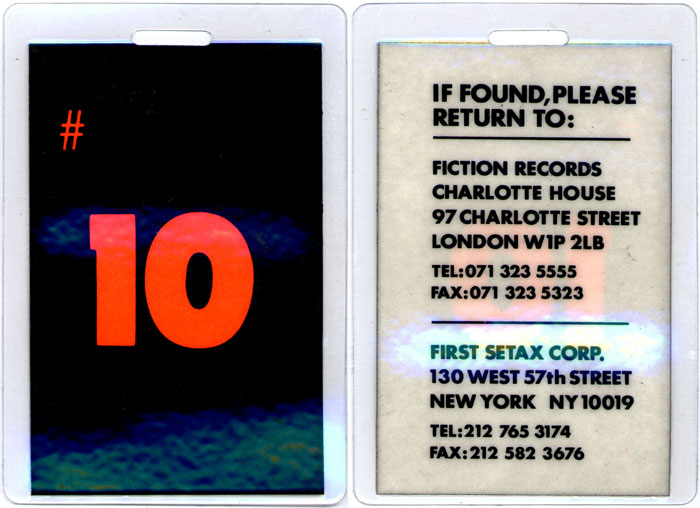 #
10
IF FOUND, PLEASE
RETURN TO:
FICTION RECORDS
CHARLOTTE HOUSE
97 CHARLOTTE STREET
LONDON W1P 2LB
TEL: 071 323 5555
FAX: 071 323 5323
FIRST SETAX CORP.
130 WEST 57th STREET
NEW YORK NY 10019
TEL: 212 765 3174
FAX: 212 582 3676